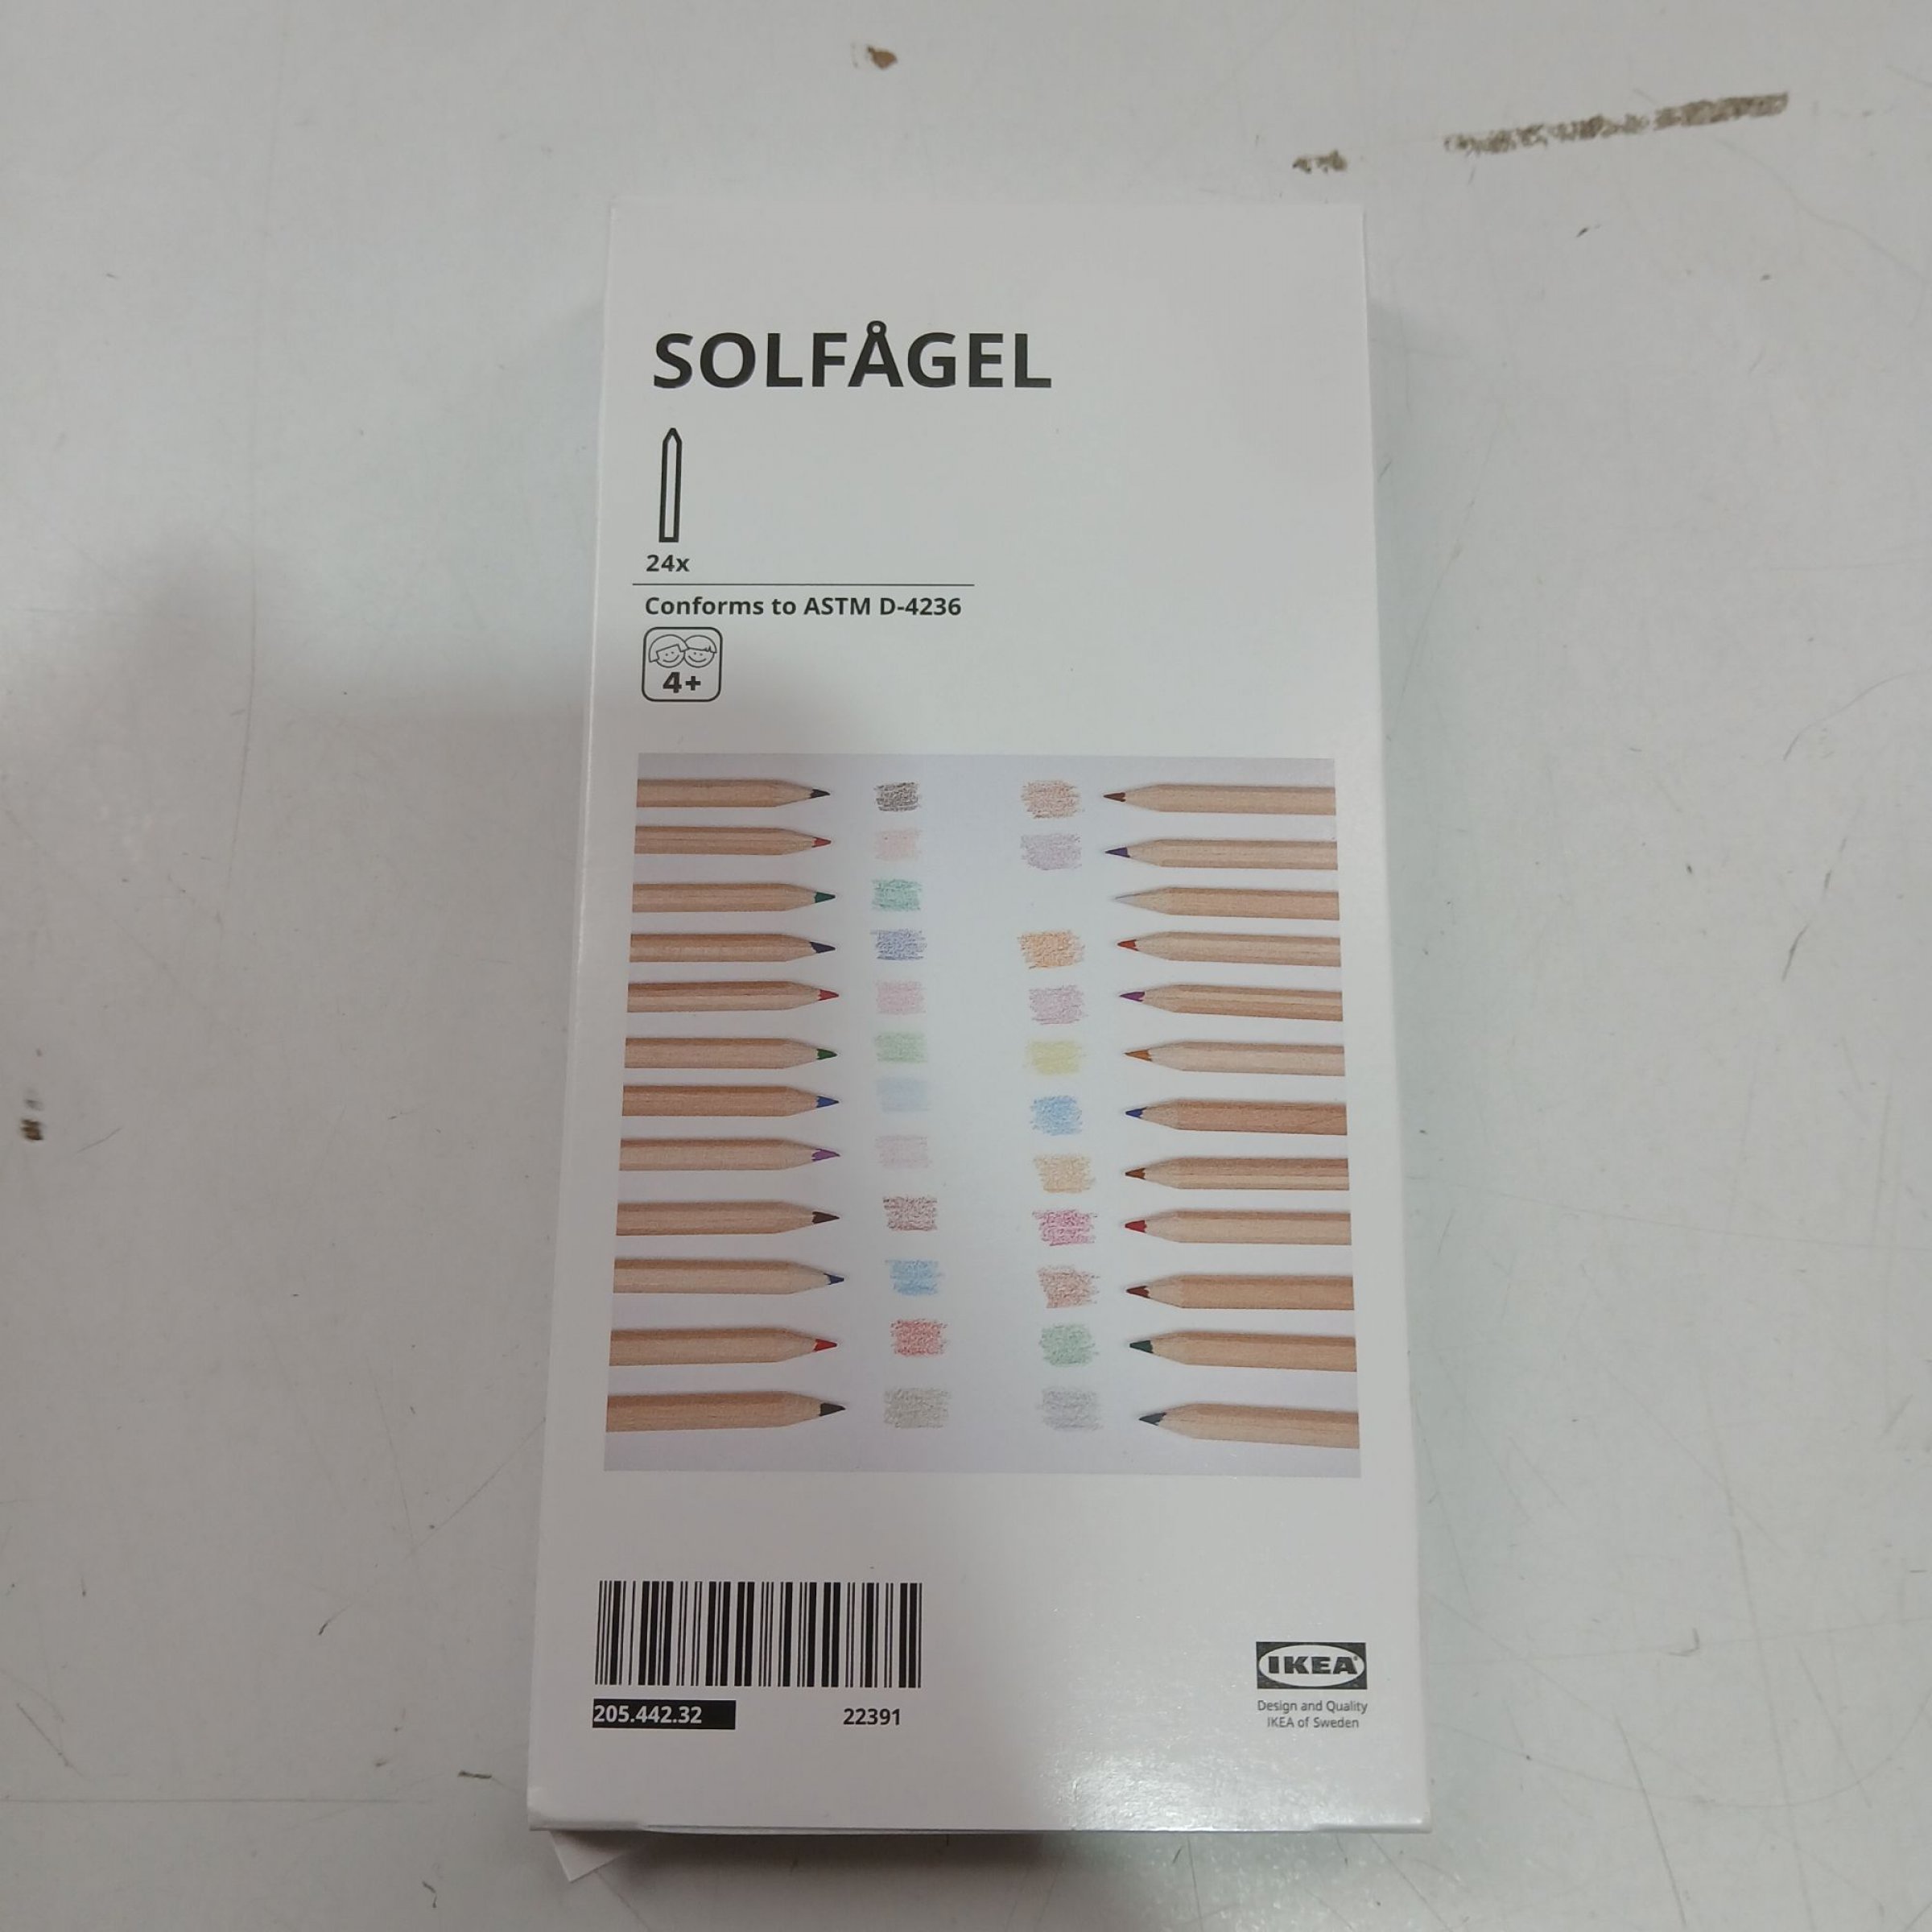 SOLFÅGEL
24x
Conforms to ASTM D-4236
4+
205.442.32
22391
IKEA
Design and Quality
IKEA of Sweden